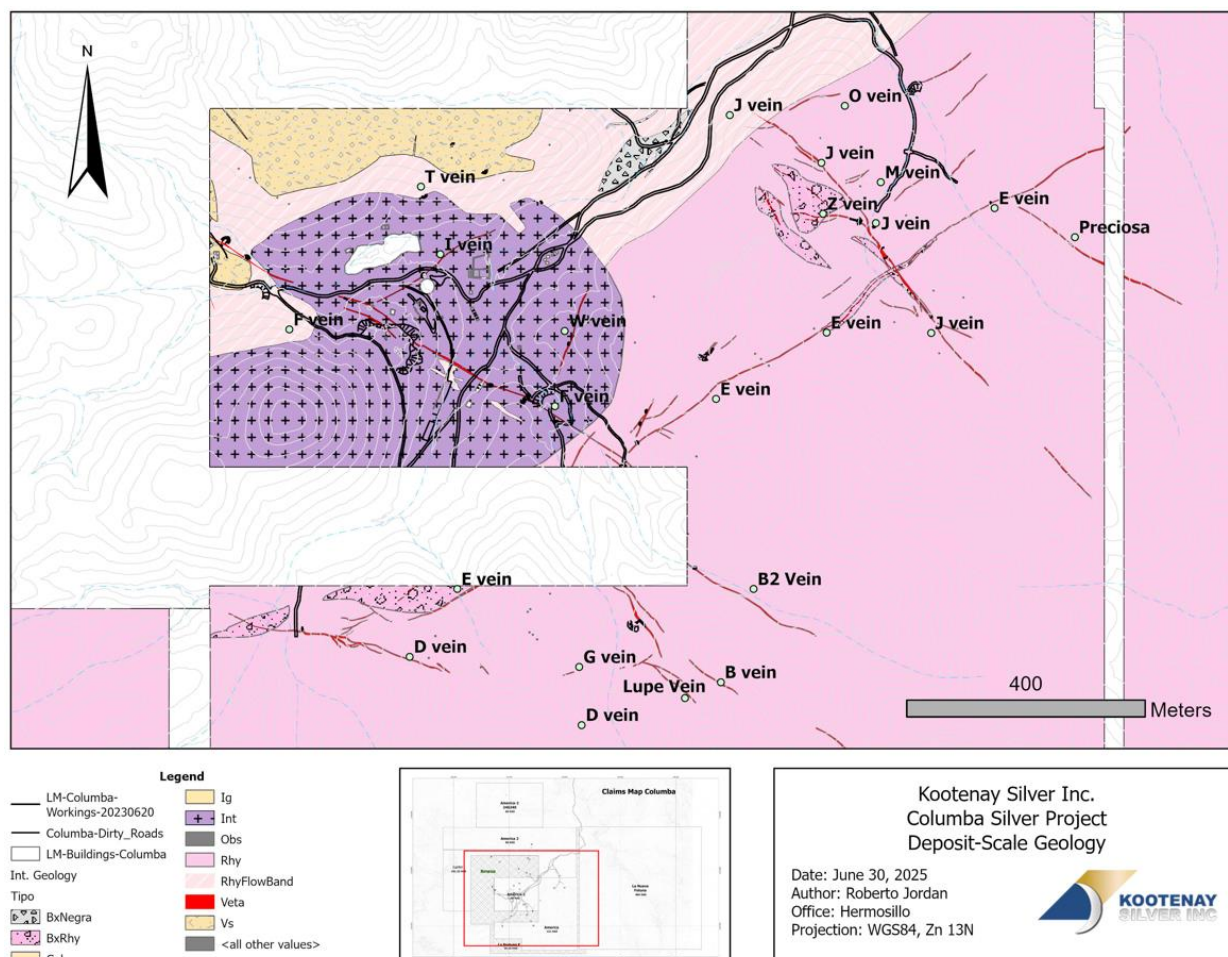 N
O vein
J vein
J vein
T vein
M vein
Z vein
E vein
J vein
Preciosa
I vein
F vein
W vein
E vein
J vein
E vein
F vein
E vein
B2 Vein
D vein
G vein
B vein
Lupe Vein
D vein
400
Meters
Legend
LM-Columba-
Workings-20230620
Columba-Dirty_Roads
LM-Buildings-Columba
Int. Geology
Tipo
BxNegra
BxRhy
Ig
Int
Obs
Rhy
RhyFlowBand
Veta
Vs
<all other values>
Claims Map Columba
America 2
America
Kootenay Silver Inc.
Columba Silver Project
Deposit-Scale Geology
Date: June 30, 2025
Author: Roberto Jordan
Office: Hermosillo
Projection: WGS84, Zn 13N
KOOTENAY
SILVER INC